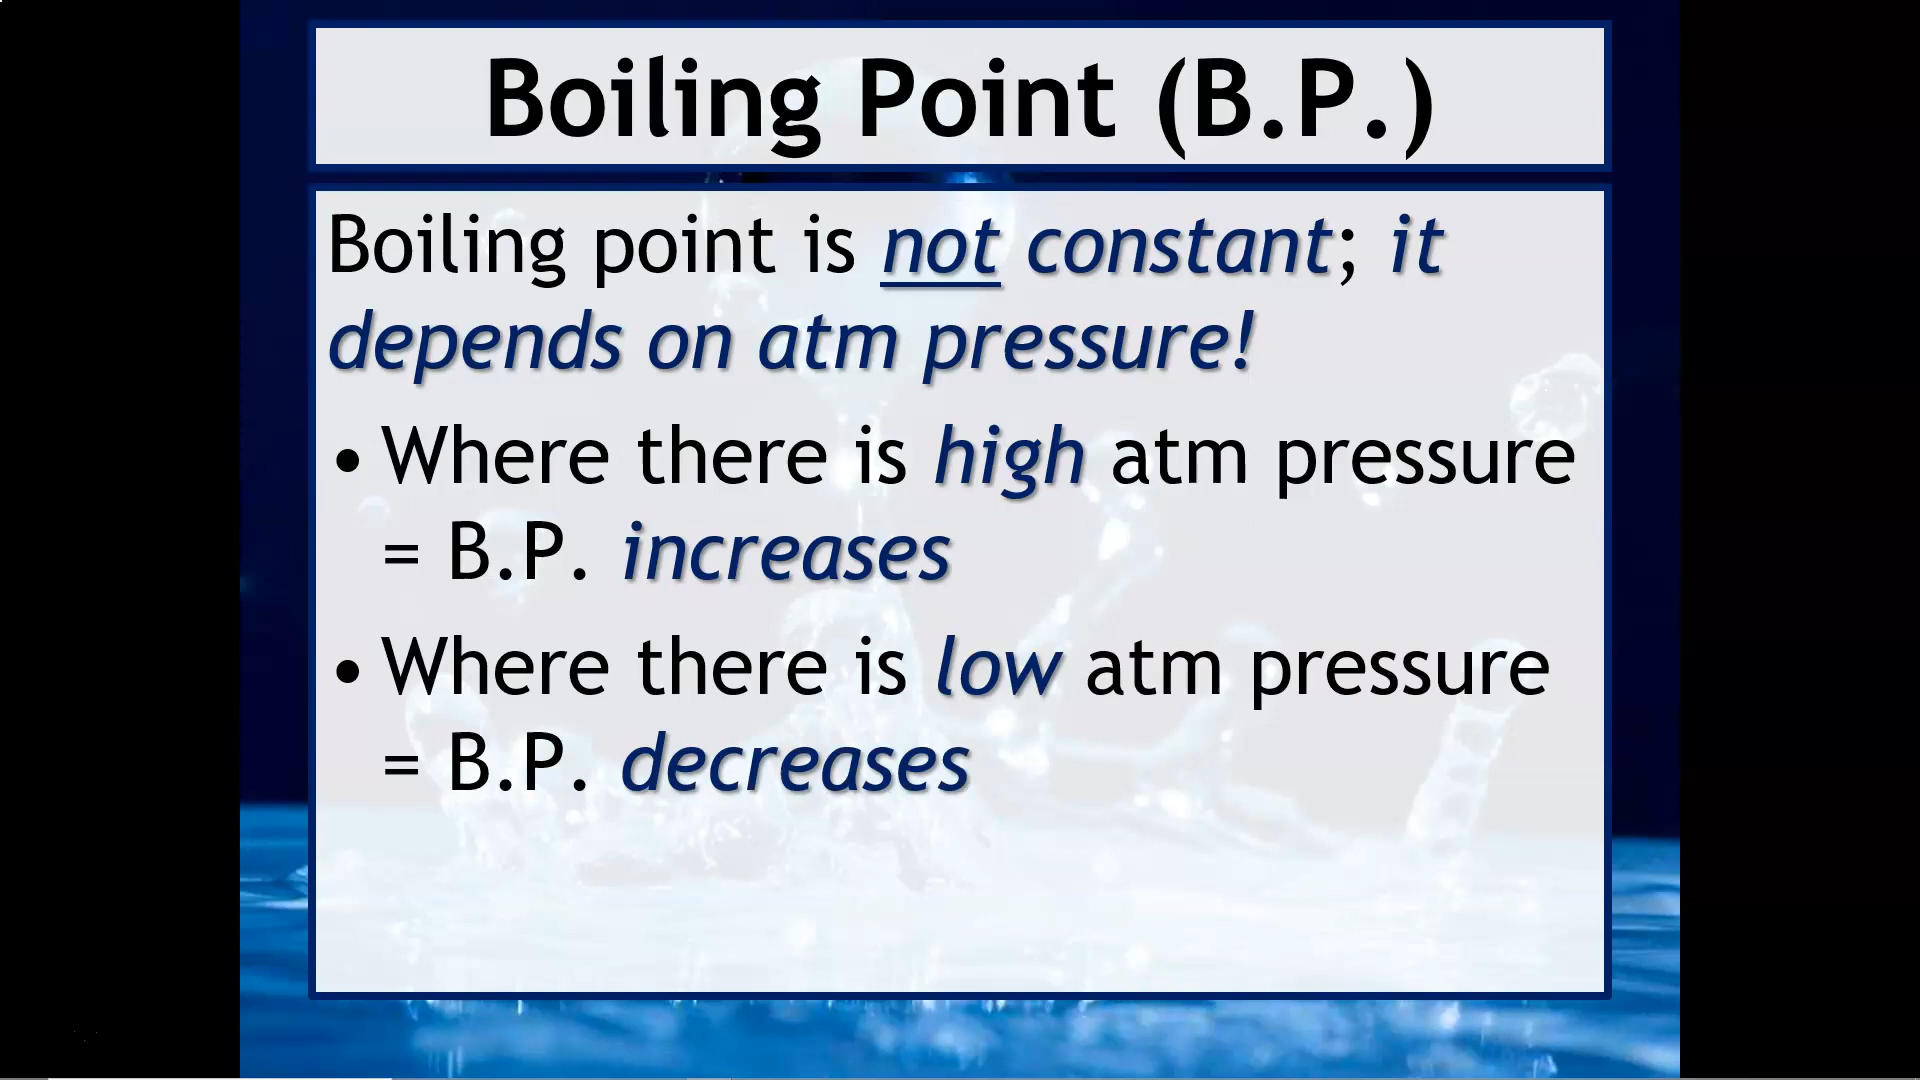 Boiling Point (B.P.)
Boiling point is not constant; it
depends on atm pressure!
• Where there is high atm pressure
= B.P. increases
• Where there is low atm pressure
= B.P. decreases